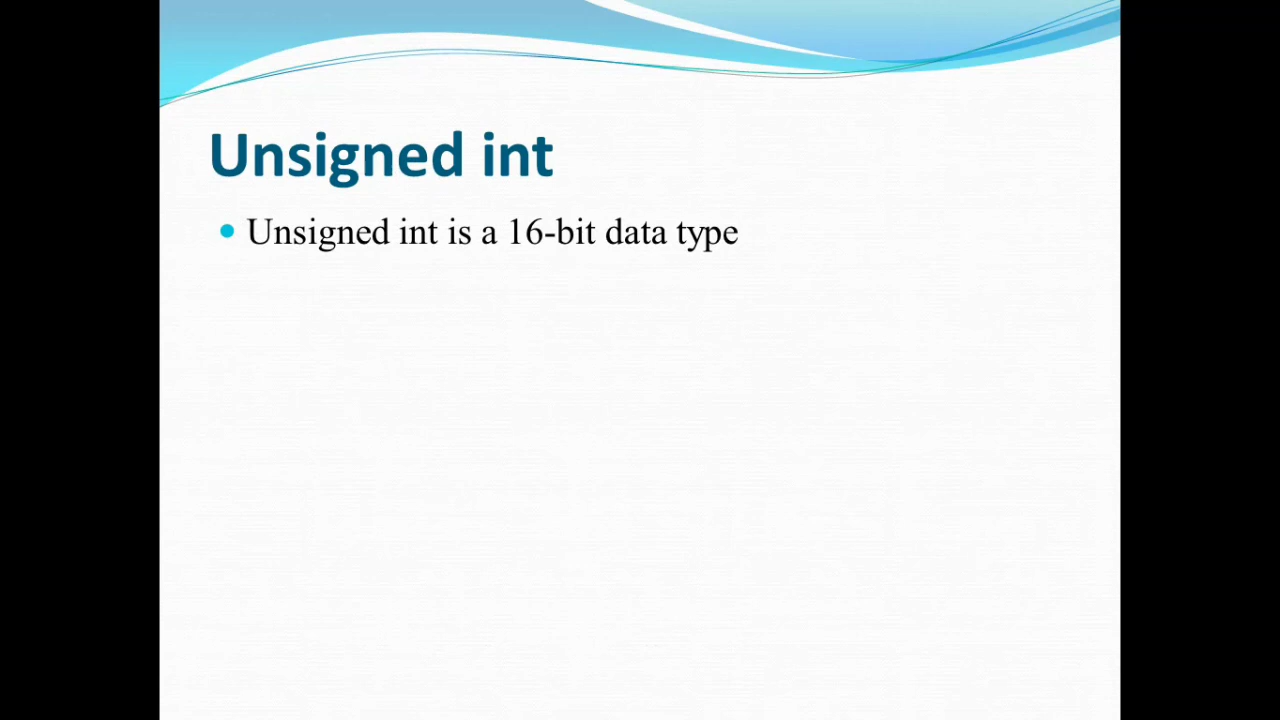 Unsigned int
Unsigned int is a 16-bit data type